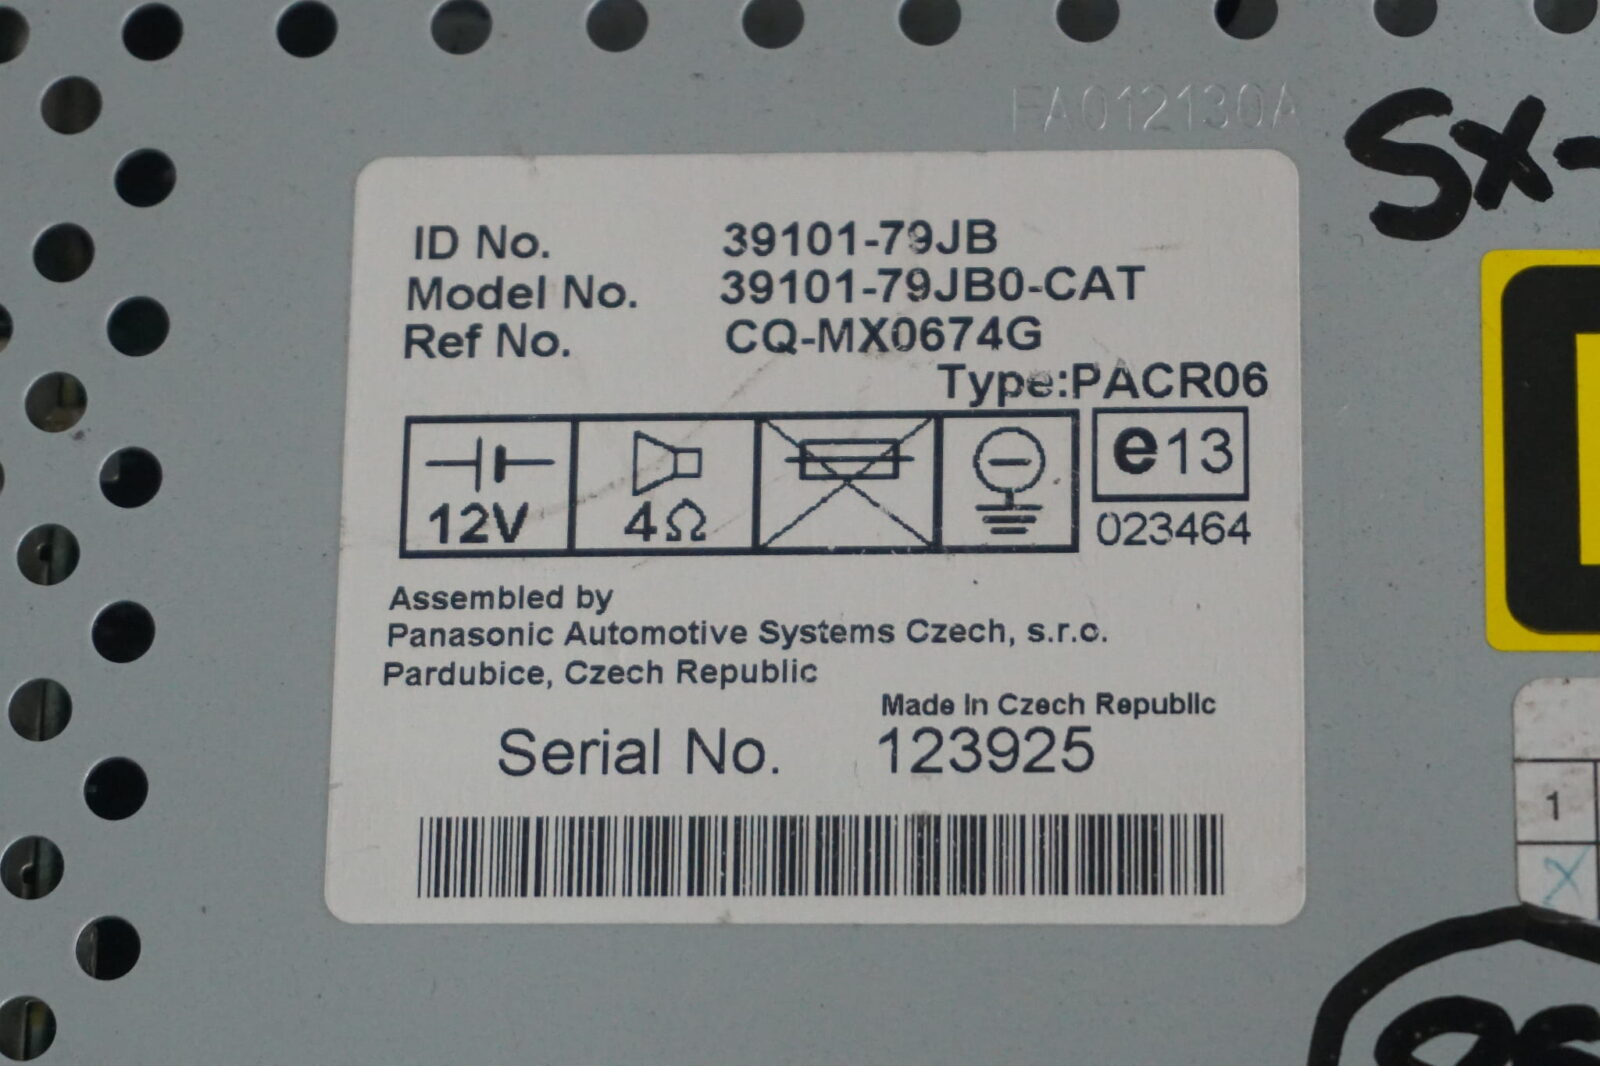 FA012130A
SX-
ID No. 39101-79JB
Model No. 39101-79JB0-CAT
Ref No. CQ-MX0674G
Type:PACR06
12V
4Ω
e13
023464
Assembled by
Panasonic Automotive Systems Czech, s.r.o.
Pardubice, Czech Republic
Made In Czech Republic
Serial No. 123925
1
X